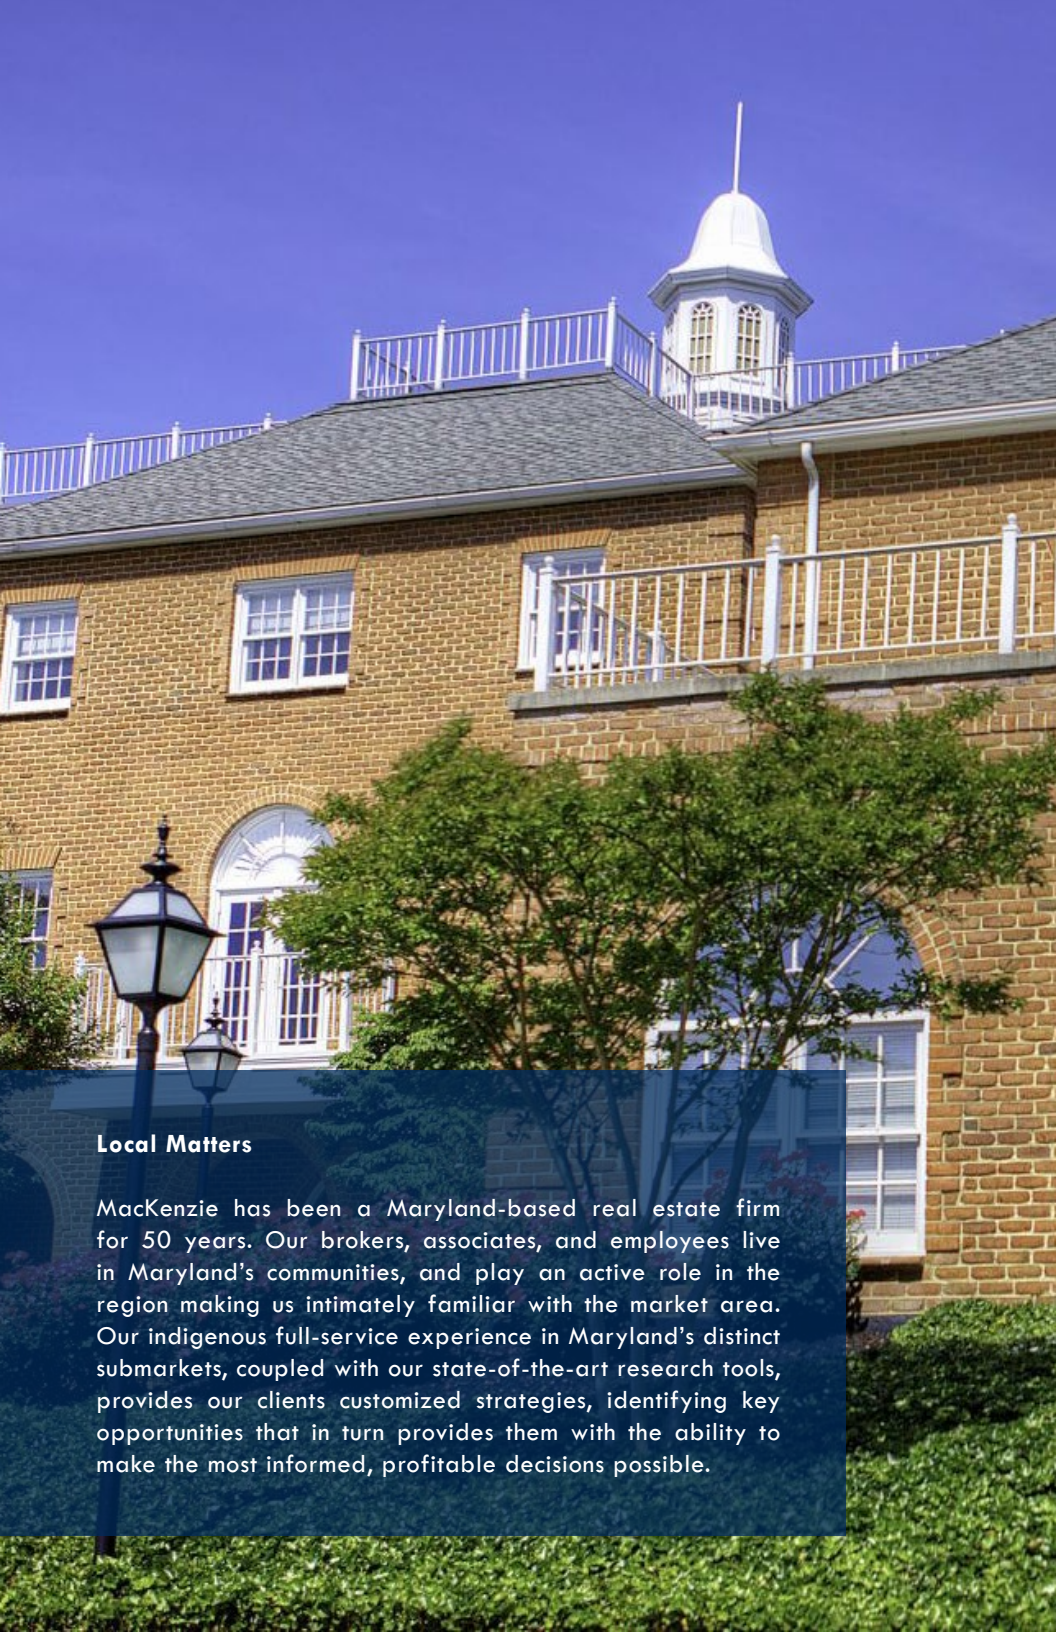 Local Matters
MacKenzie has been a Maryland-based real estate firm
for 50 years. Our brokers, associates, and employees live
in Maryland’s communities, and play an active role in the
region making us intimately familiar with the market area.
Our indigenous full-service experience in Maryland’s distinct
submarkets, coupled with our state-of-the-art research tools,
provides our clients customized strategies, identifying key
opportunities that in turn provides them with the ability to
make the most informed, profitable decisions possible.